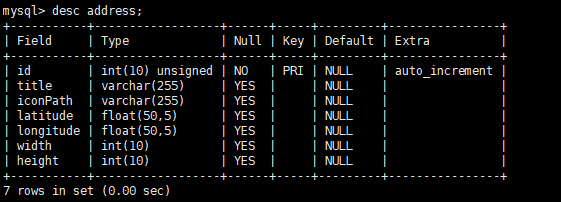 mysql> desc address;
+-----------+------------------+------+-----+---------+----------------+
| Field     | Type             | Null | Key | Default | Extra          |
+-----------+------------------+------+-----+---------+----------------+
| id        | int(10) unsigned | NO   | PRI | NULL    | auto_increment |
| title     | varchar(255)     | YES  |     | NULL    |                |
| iconPath  | varchar(255)     | YES  |     | NULL    |                |
| latitude  | float(50,5)      | YES  |     | NULL    |                |
| longitude | float(50,5)      | YES  |     | NULL    |                |
| width     | int(10)          | YES  |     | NULL    |                |
| height    | int(10)          | YES  |     | NULL    |                |
+-----------+------------------+------+-----+---------+----------------+
7 rows in set (0.00 sec)